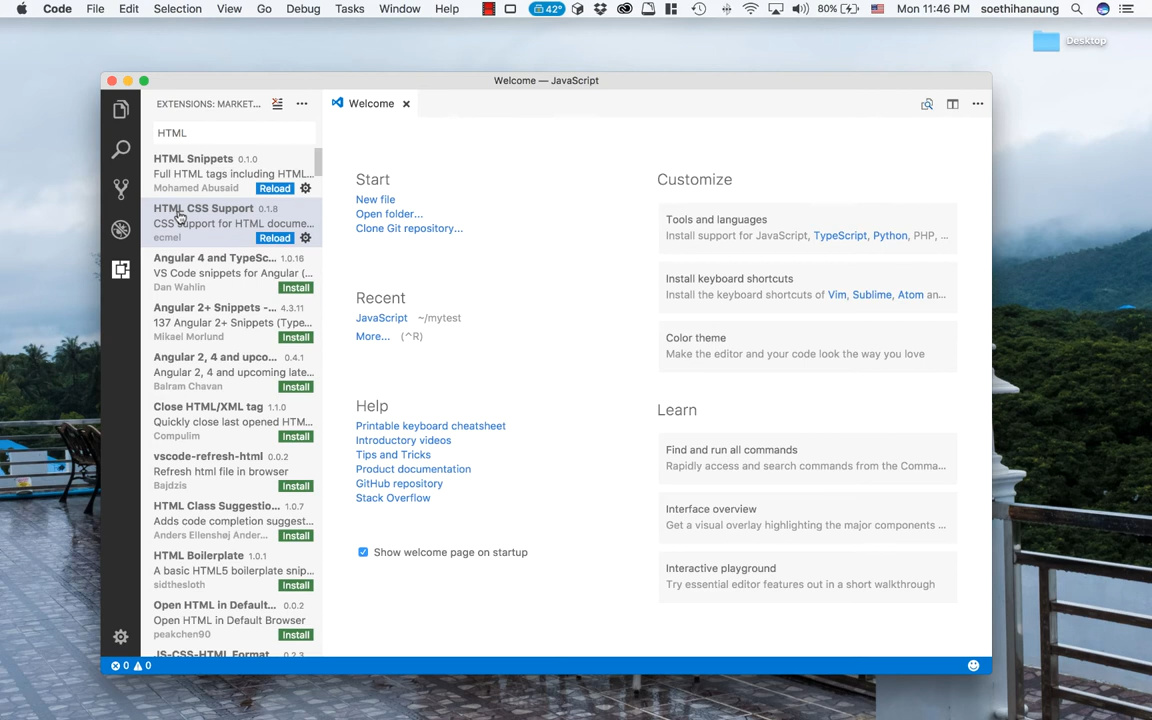 Code File Edit Selection View Go Debug Tasks Window Help 42° 80% Mon 11:46 PM soethihanaung
Desktop
Welcome — JavaScript
EXTENSIONS: MARKET...
Welcome
HTML
HTML Snippets 0.1.0
Full HTML tags including HTML...
Mohamed Abusaid Reload
HTML CSS Support 0.1.8
CSS support for HTML docume...
ecmel Reload
Angular 4 and TypeSc... 1.0.16
VS Code snippets for Angular (...
Dan Wahlin Install
Angular 2+ Snippets -... 4.3.11
137 Angular 2+ Snippets (Type...
Mikael Morlund Install
Angular 2, 4 and upco... 0.4.1
Angular 2, 4 and upcoming late...
Balram Chavan Install
Close HTML/XML tag 1.1.0
Quickly close last opened HTM...
Compulim Install
vscode-refresh-html 0.0.2
Refresh html file in browser
Bajdzis Install
HTML Class Suggestio... 1.0.7
Adds code completion suggest...
Anders Ellenshøj Ander... Install
HTML Boilerplate 1.0.1
A basic HTML5 boilerplate snip...
sidthesloth Install
Open HTML in Default... 0.0.2
Open HTML in Default Browser
peakchen90 Install
JS-CSS-HTML Format... 0.2.3
Start
New file
Open folder...
Clone Git repository...
Recent
JavaScript ~/mytest
More... (^R)
Help
Printable keyboard cheatsheet
Introductory videos
Tips and Tricks
Product documentation
GitHub repository
Stack Overflow
Show welcome page on startup
Customize
Tools and languages
Install support for JavaScript, TypeScript, Python, PHP, ...
Install keyboard shortcuts
Install the keyboard shortcuts of Vim, Sublime, Atom an...
Color theme
Make the editor and your code look the way you love
Learn
Find and run all commands
Rapidly access and search commands from the Comma...
Interface overview
Get a visual overlay highlighting the major components ...
Interactive playground
Try essential editor features out in a short walkthrough
0 0